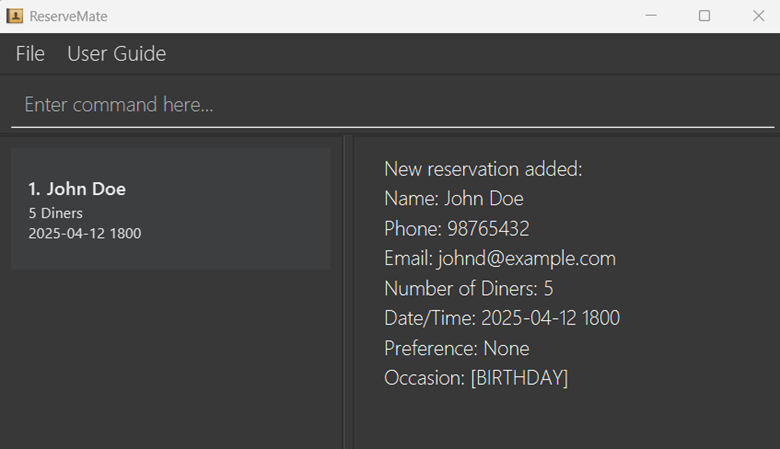 ReserveMate
File User Guide
Enter command here...
1. John Doe
5 Diners
2025-04-12 1800
New reservation added:
Name: John Doe
Phone: 98765432
Email: johnd@example.com
Number of Diners: 5
Date/Time: 2025-04-12 1800
Preference: None
Occasion: [BIRTHDAY]